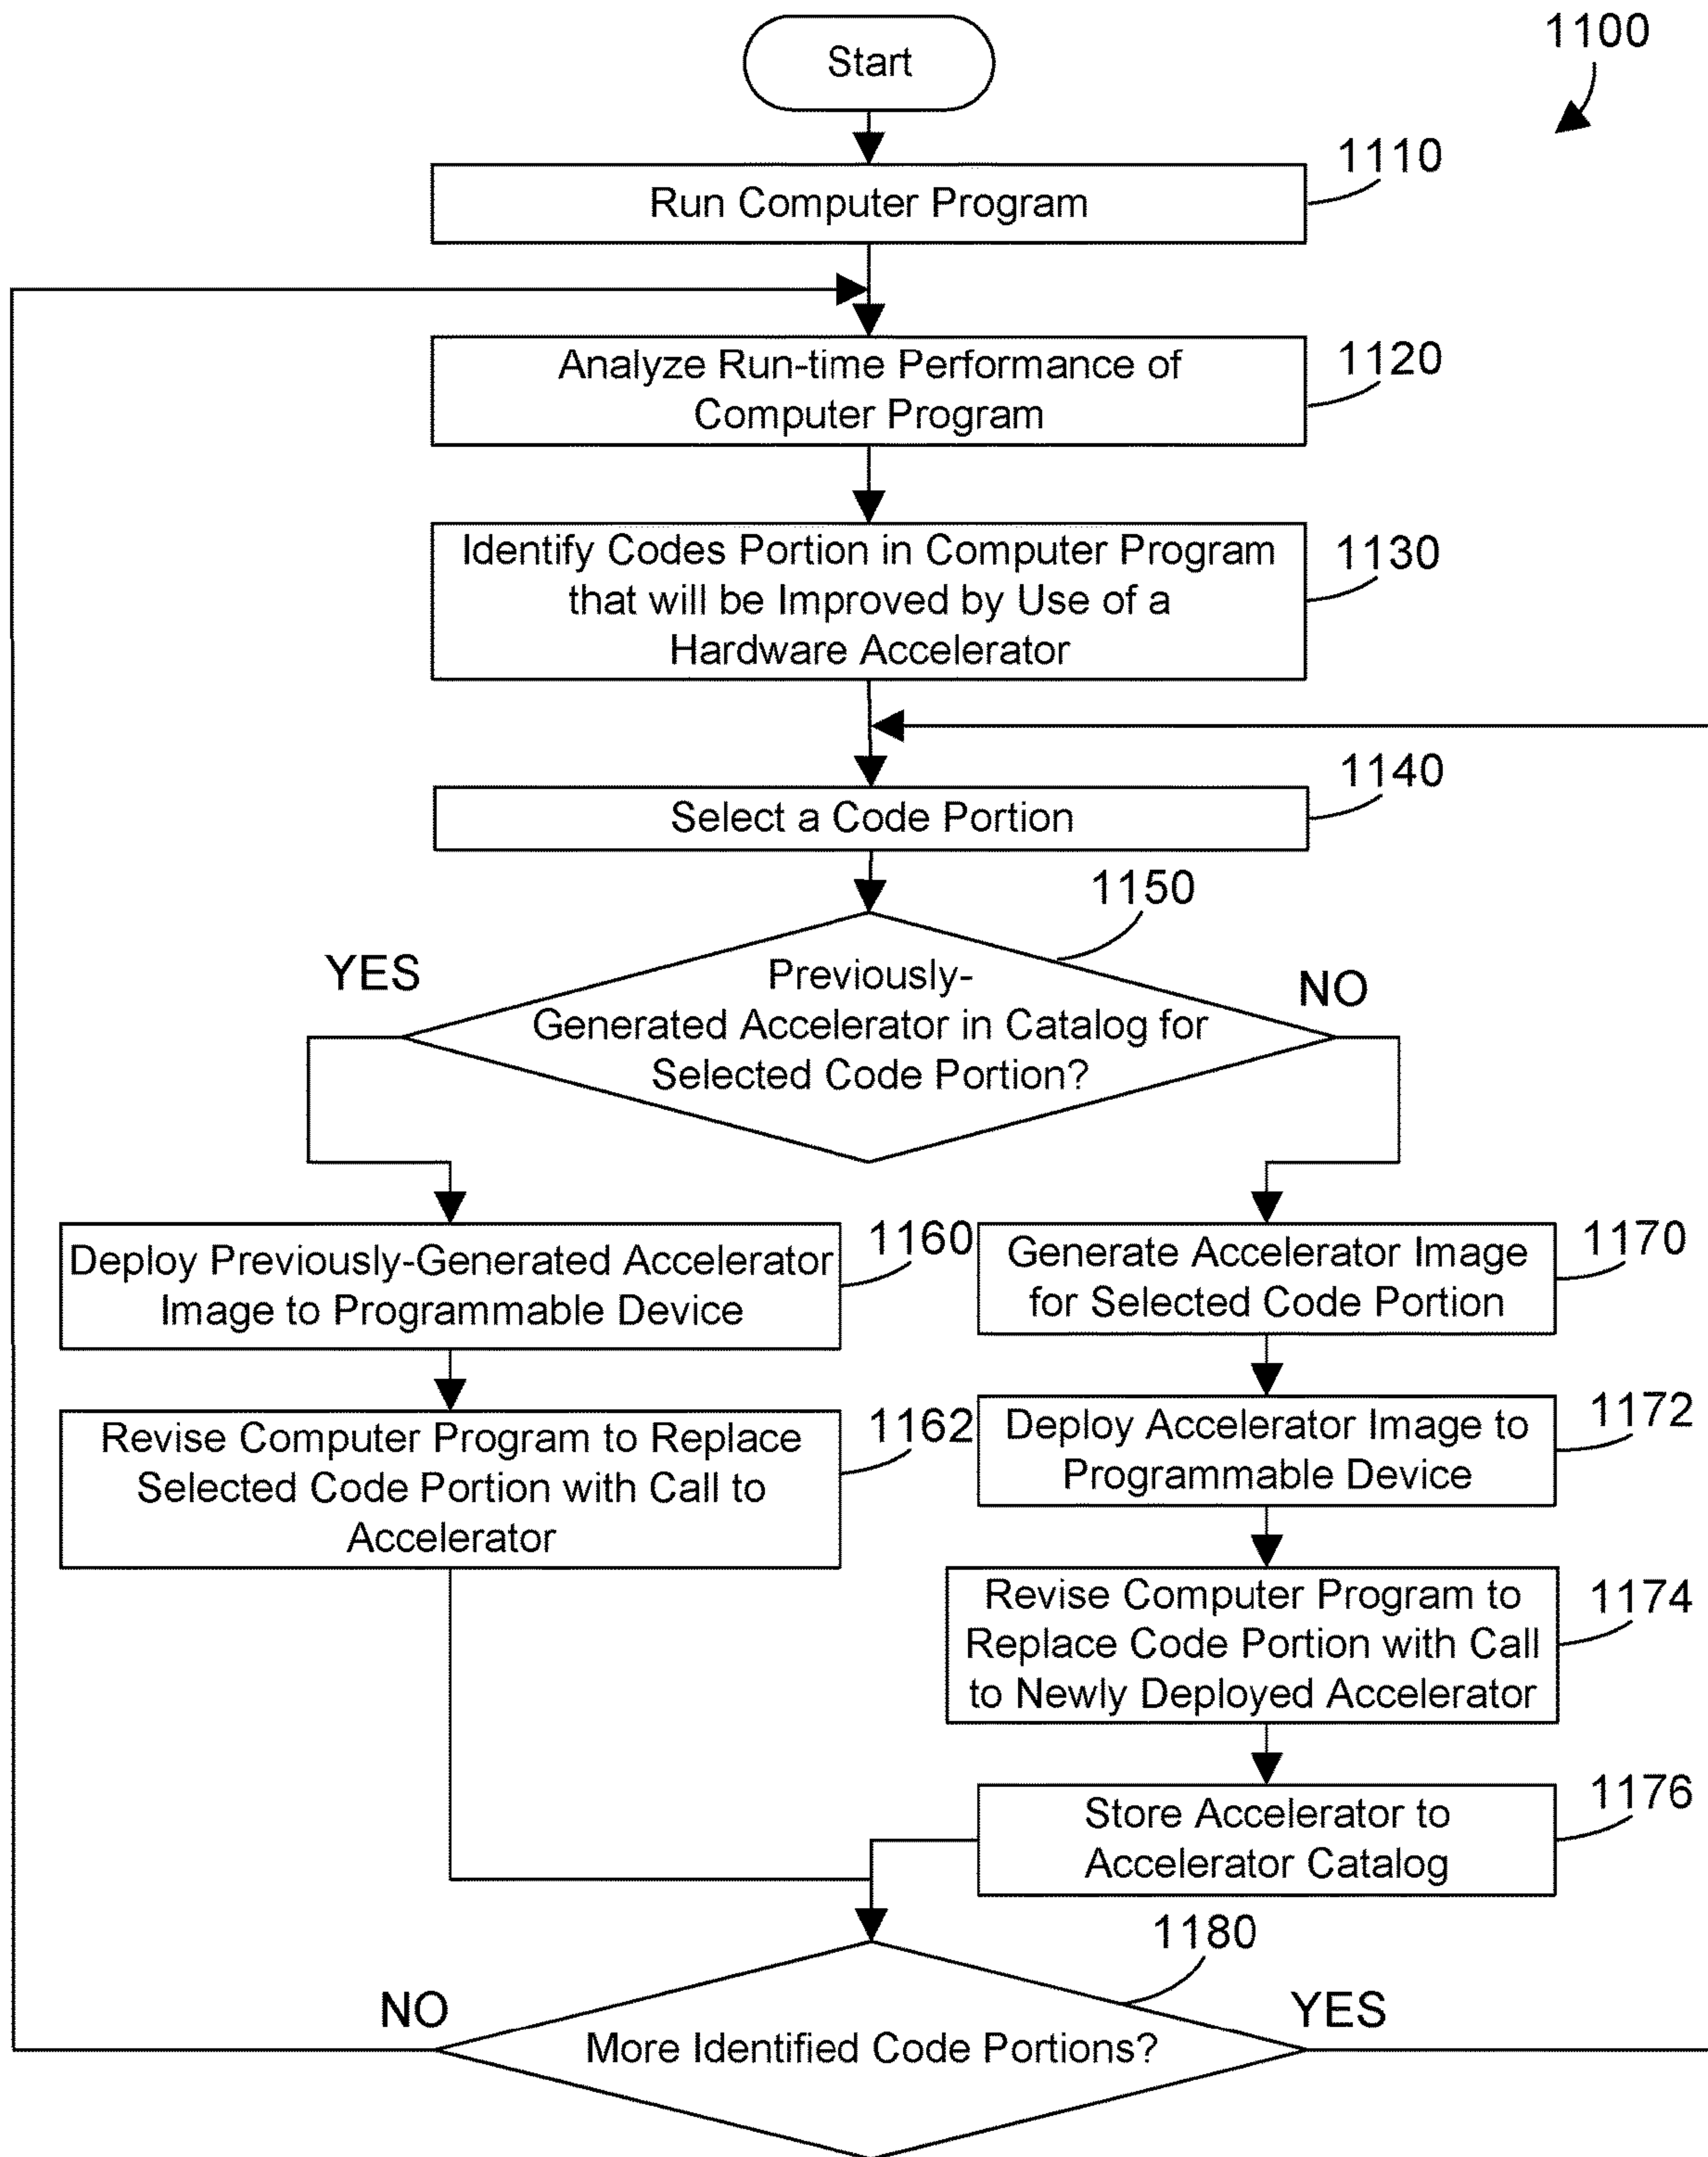 Start
1100
1110
Run Computer Program
1120
Analyze Run-time Performance of
Computer Program
1130
Identify Codes Portion in Computer Program
that will be Improved by Use of a
Hardware Accelerator
1140
Select a Code Portion
1150
YES
NO
Previously-
Generated Accelerator in Catalog for
Selected Code Portion?
1160
Deploy Previously-Generated Accelerator
Image to Programmable Device
1162
Revise Computer Program to Replace
Selected Code Portion with Call to
Accelerator
1170
Generate Accelerator Image
for Selected Code Portion
1172
Deploy Accelerator Image to
Programmable Device
1174
Revise Computer Program to
Replace Code Portion with Call
to Newly Deployed Accelerator
1176
Store Accelerator to
Accelerator Catalog
1180
NO
YES
More Identified Code Portions?